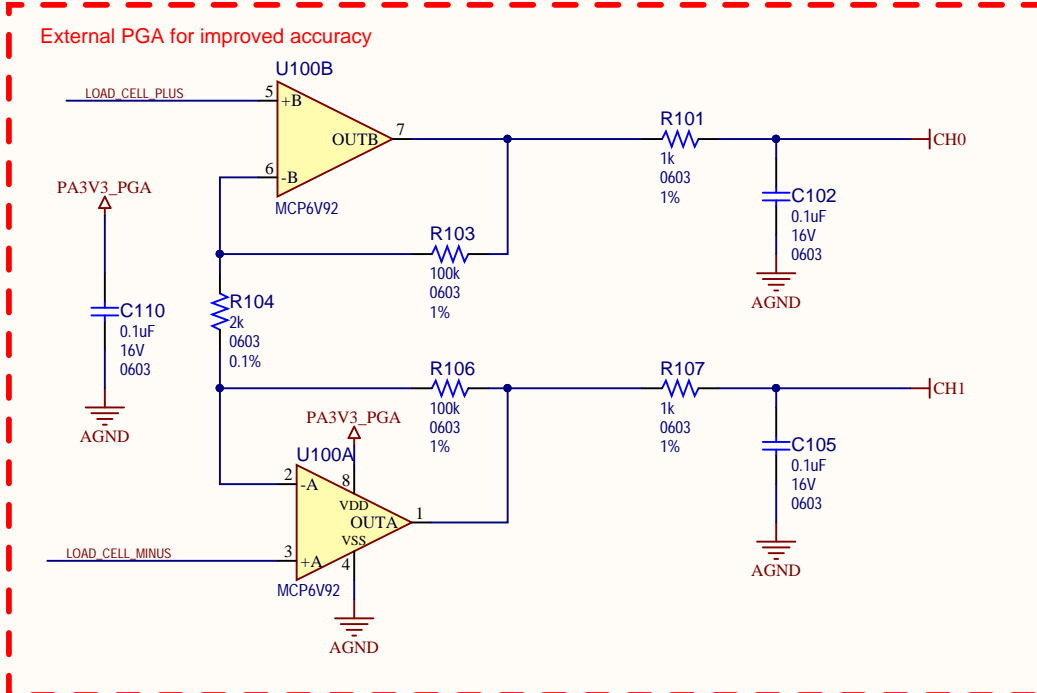 External PGA for improved accuracy
U100B
LOAD_CELL_PLUS
5
+B
7
OUTB
6
-B
MCP6V92
R101
1k
0603
1%
CH0
C102
0.1uF
16V
0603
AGND
PA3V3_PGA
C110
0.1uF
16V
0603
AGND
R103
100k
0603
1%
R104
2k
0603
0.1%
R106
100k
0603
1%
R107
1k
0603
1%
CH1
C105
0.1uF
16V
0603
AGND
PA3V3_PGA
U100A
2
-A
8
VDD
OUTA
1
VSS
LOAD_CELL_MINUS
3
+A
4
MCP6V92
AGND